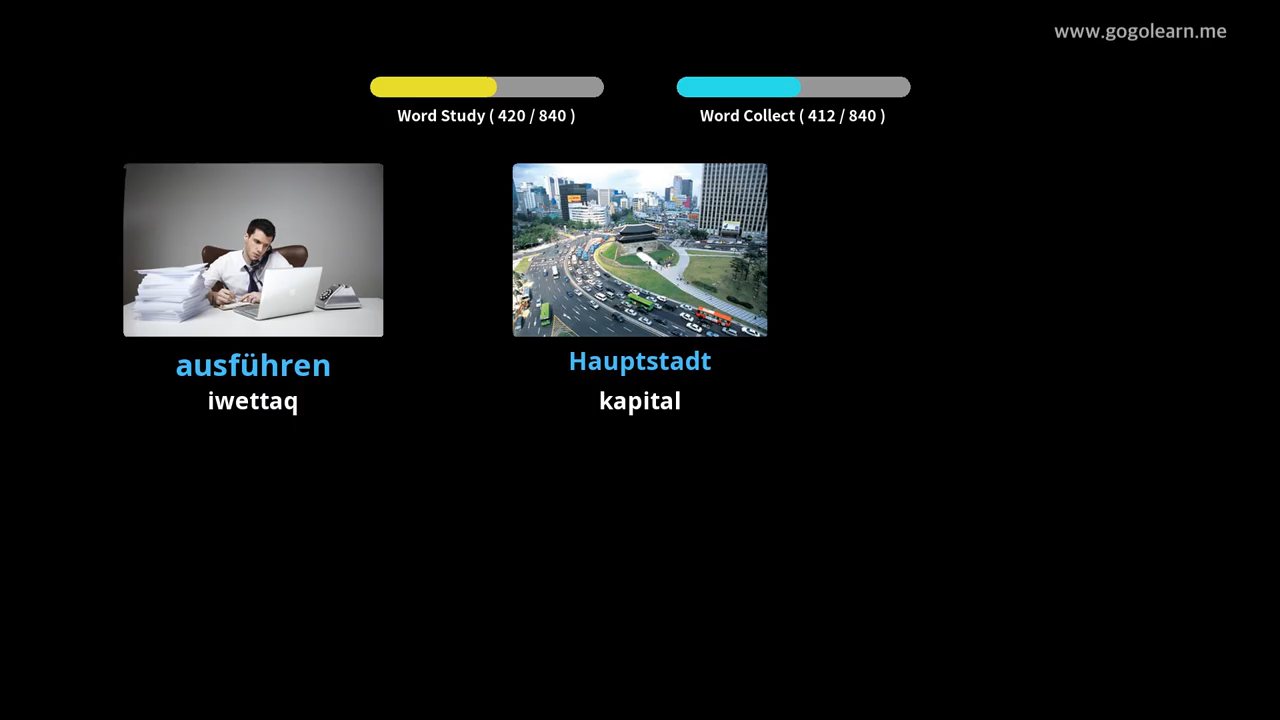 www.gogolearn.me
Word Study ( 420 / 840 )
Word Collect ( 412 / 840 )
ausführen
iwettaq
Hauptstadt
kapital